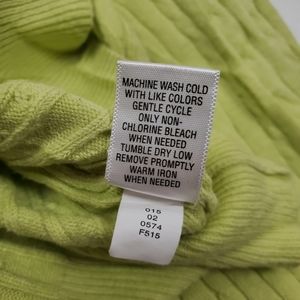 MACHINE WASH COLD
WITH LIKE COLORS
GENTLE CYCLE
ONLY NON-
CHLORINE BLEACH
WHEN NEEDED
TUMBLE DRY LOW
REMOVE PROMPTLY
WARM IRON
WHEN NEEDED
015
02
0574
F515